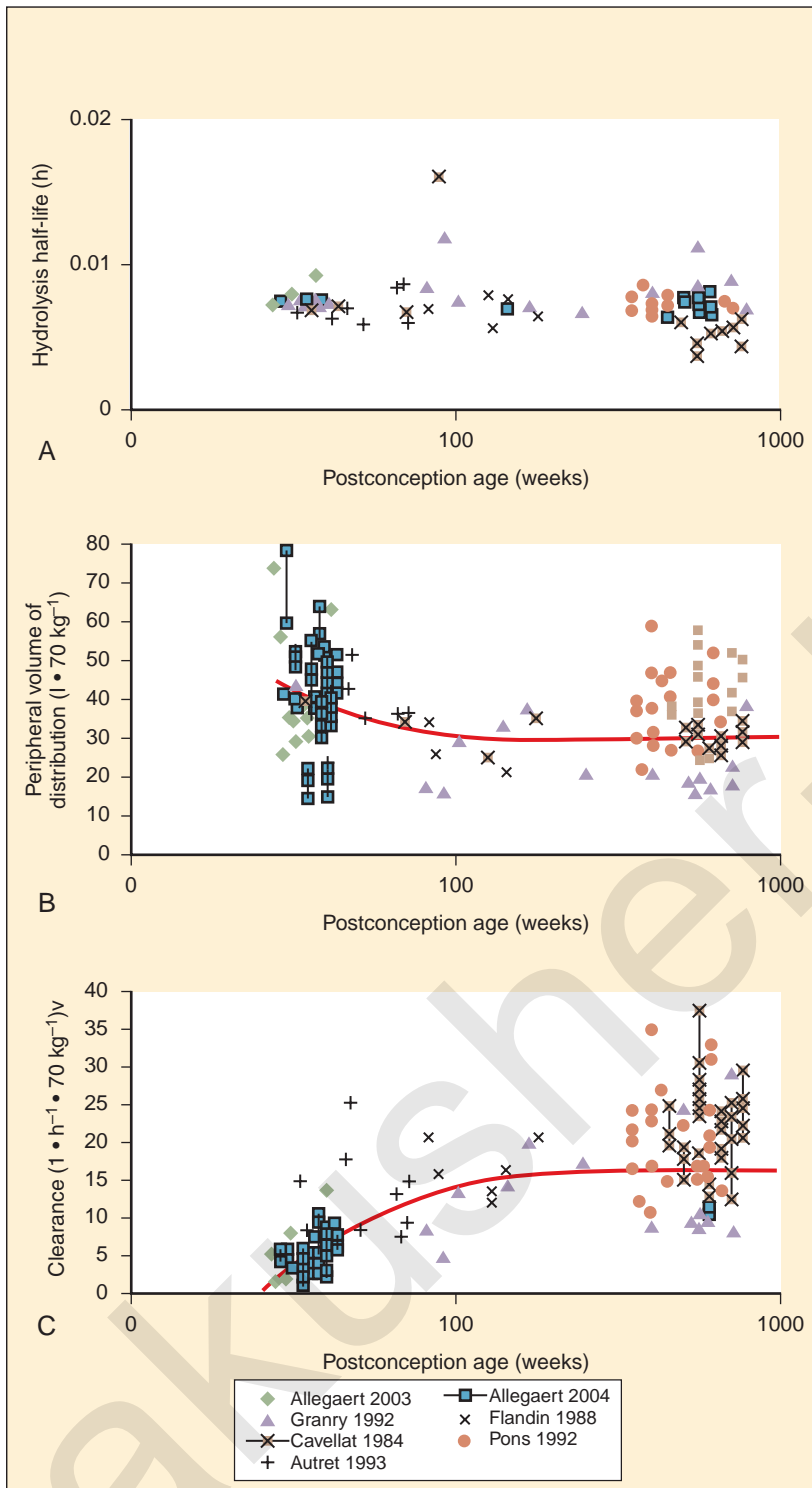 0.02
0.01
0
Hydrolysis half-life (h)
0
100
1000
A
Postconception age (weeks)
80
70
60
50
40
30
20
10
0
Peripheral volume of
distribution (l • 70 kg⁻¹)
0
100
1000
B
Postconception age (weeks)
40
35
30
25
20
15
10
5
0
Clearance (1 • h⁻¹ • 70 kg⁻¹)v
0
100
1000
C
Postconception age (weeks)
Allegaert 2003
Allegaert 2004
Granry 1992
Flandin 1988
Cavellat 1984
Pons 1992
Autret 1993
akusher.